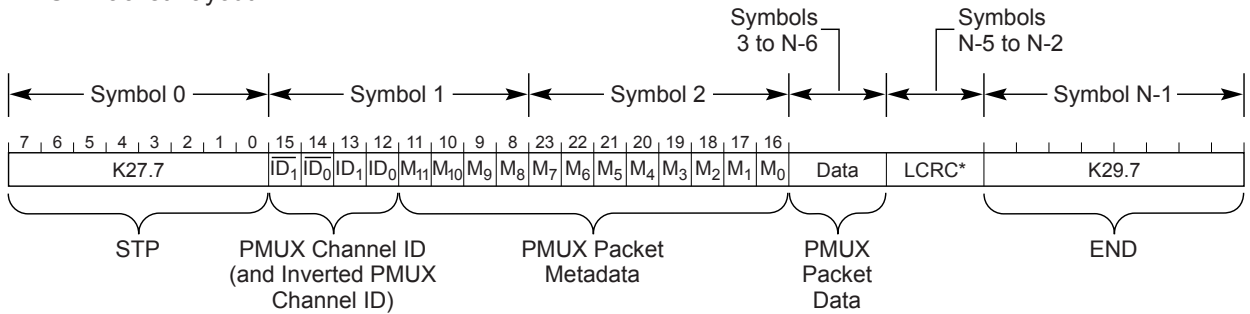 Symbols
3 to N-6
Symbols
N-5 to N-2
Symbol 0
Symbol 1
Symbol 2
Symbol N-1
7 6 5 4 3 2 1 0 15 14 13 12 11 10 9 8 23 22 21 20 19 18 17 16
K27.7 I̅D̅₁ I̅D̅₀ ID₁ ID₀ M₁₁ M₁₀ M₉ M₈ M₇ M₆ M₅ M₄ M₃ M₂ M₁ M₀ Data LCRC* K29.7
STP
PMUX Channel ID
(and Inverted PMUX
Channel ID)
PMUX Packet
Metadata
PMUX
Packet
Data
END